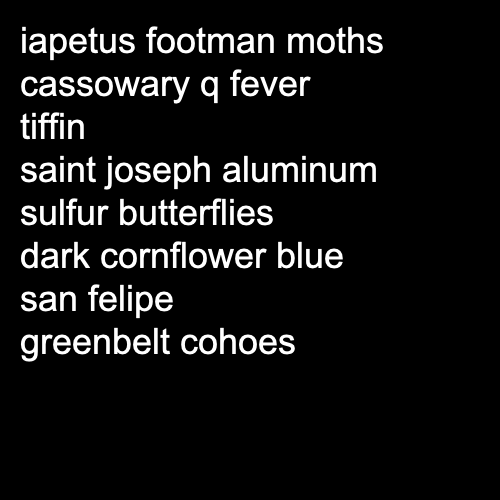 iapetus footman moths
cassowary q fever
tiffin
saint joseph aluminum
sulfur butterflies
dark cornflower blue
san felipe
greenbelt cohoes